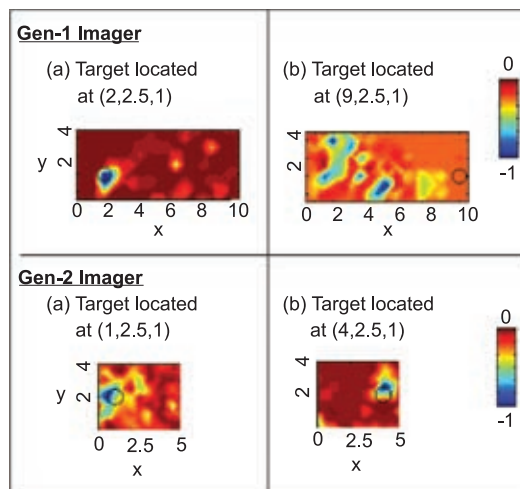 Gen-1 Imager
(a) Target located
at (2,2.5,1)
(b) Target located
at (9,2.5,1)
0
-1
4
2
y
0 2 4 6 8 10
x
4
2
0 2 4 6 8 10
x
Gen-2 Imager
(a) Target located
at (1,2.5,1)
(b) Target located
at (4,2.5,1)
0
-1
4
2
0
y
0 2.5 5
x
4
2
0
0 2.5 5
x